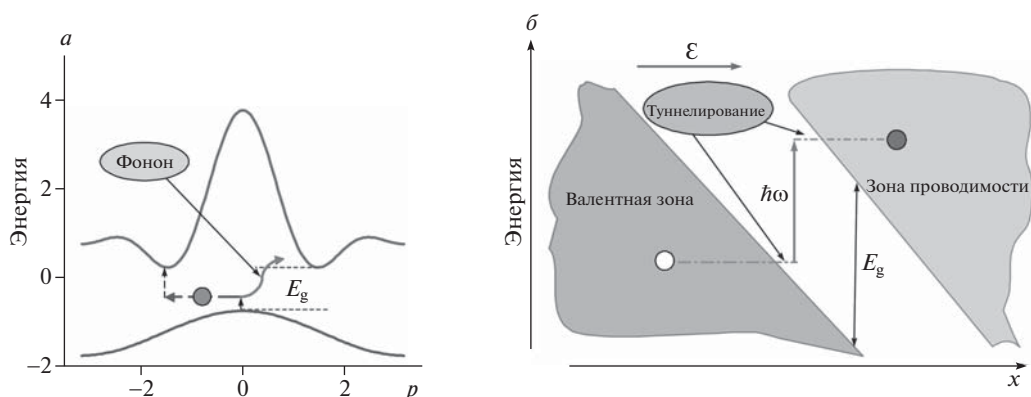 а
Энергия
4
2
0
−2
Фонон
E_g
−2
0
2
p
б
Энергия
ε
Туннелирование
Валентная зона
ħω
Зона проводимости
E_g
x